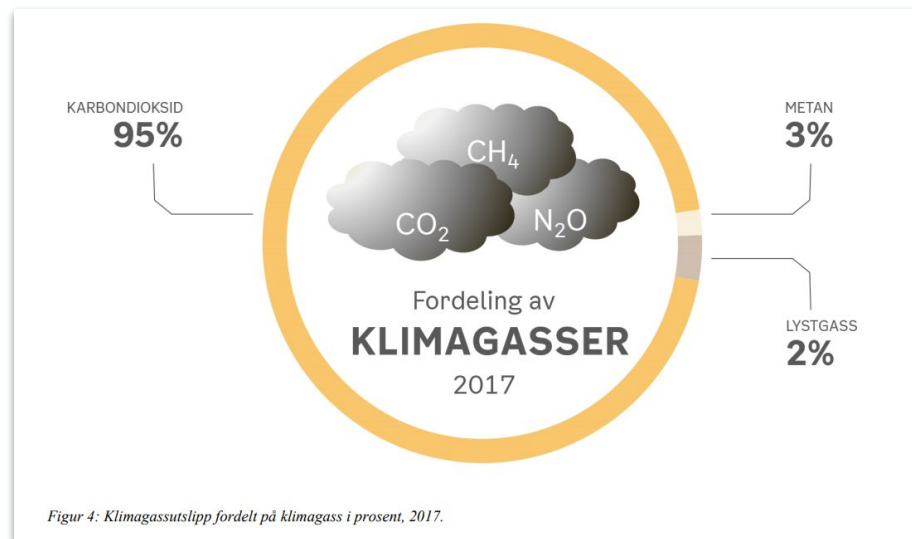 KARBONDIOKSID
95%
METAN
3%
CH₄
CO₂
N₂O
Fordeling av
KLIMAGASSER
2017
LYSTGASS
2%
Figur 4: Klimagassutslipp fordelt på klimagass i prosent, 2017.